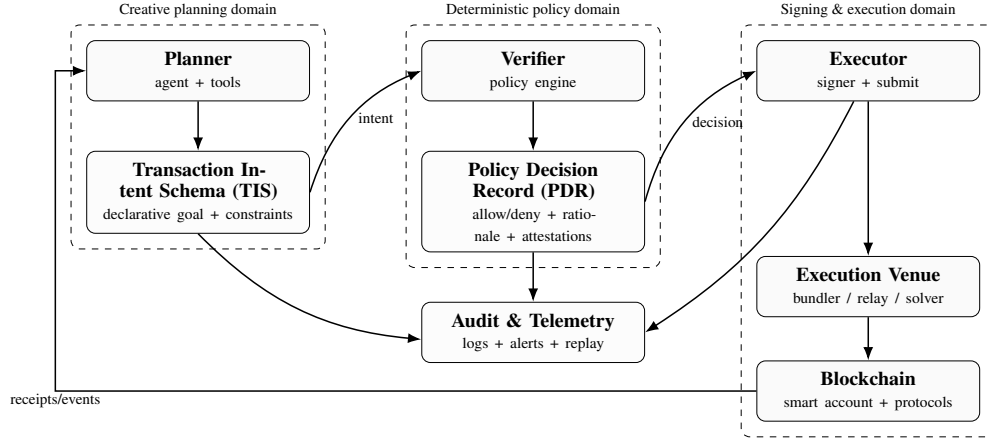 Creative planning domain
Deterministic policy domain
Signing & execution domain
Planner
agent + tools
Verifier
policy engine
Executor
signer + submit
intent
decision
Transaction In-
tent Schema (TIS)
declarative goal + constraints
Policy Decision
Record (PDR)
allow/deny + ratio-
nale + attestations
Execution Venue
bundler / relay / solver
Audit & Telemetry
logs + alerts + replay
Blockchain
smart account + protocols
receipts/events